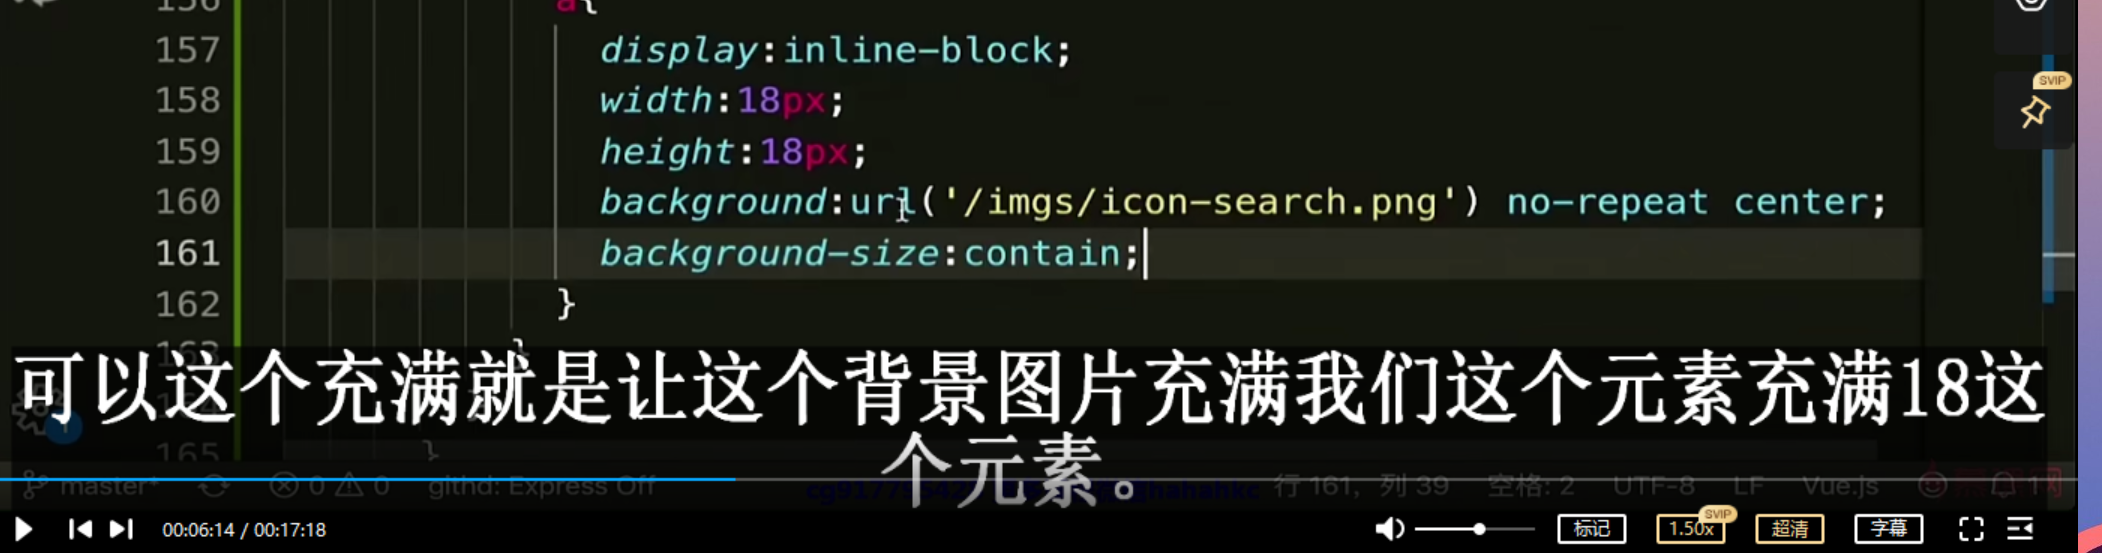 156 a{
157 display:inline-block;
158 width:18px;
159 height:18px;
160 background:url('/imgs/icon-search.png') no-repeat center;
161 background-size:contain;
162 }
163 }
165 }
可以这个充满就是让这个背景图片充满我们这个元素充满18这
个元素。
master* 0 0 githd: Express Off 行 161, 列 39 空格: 2 UTF-8 LF Vue.js 1
00:06:14 / 00:17:18 标记 1.50x SVIP 超清 字幕
SVIP